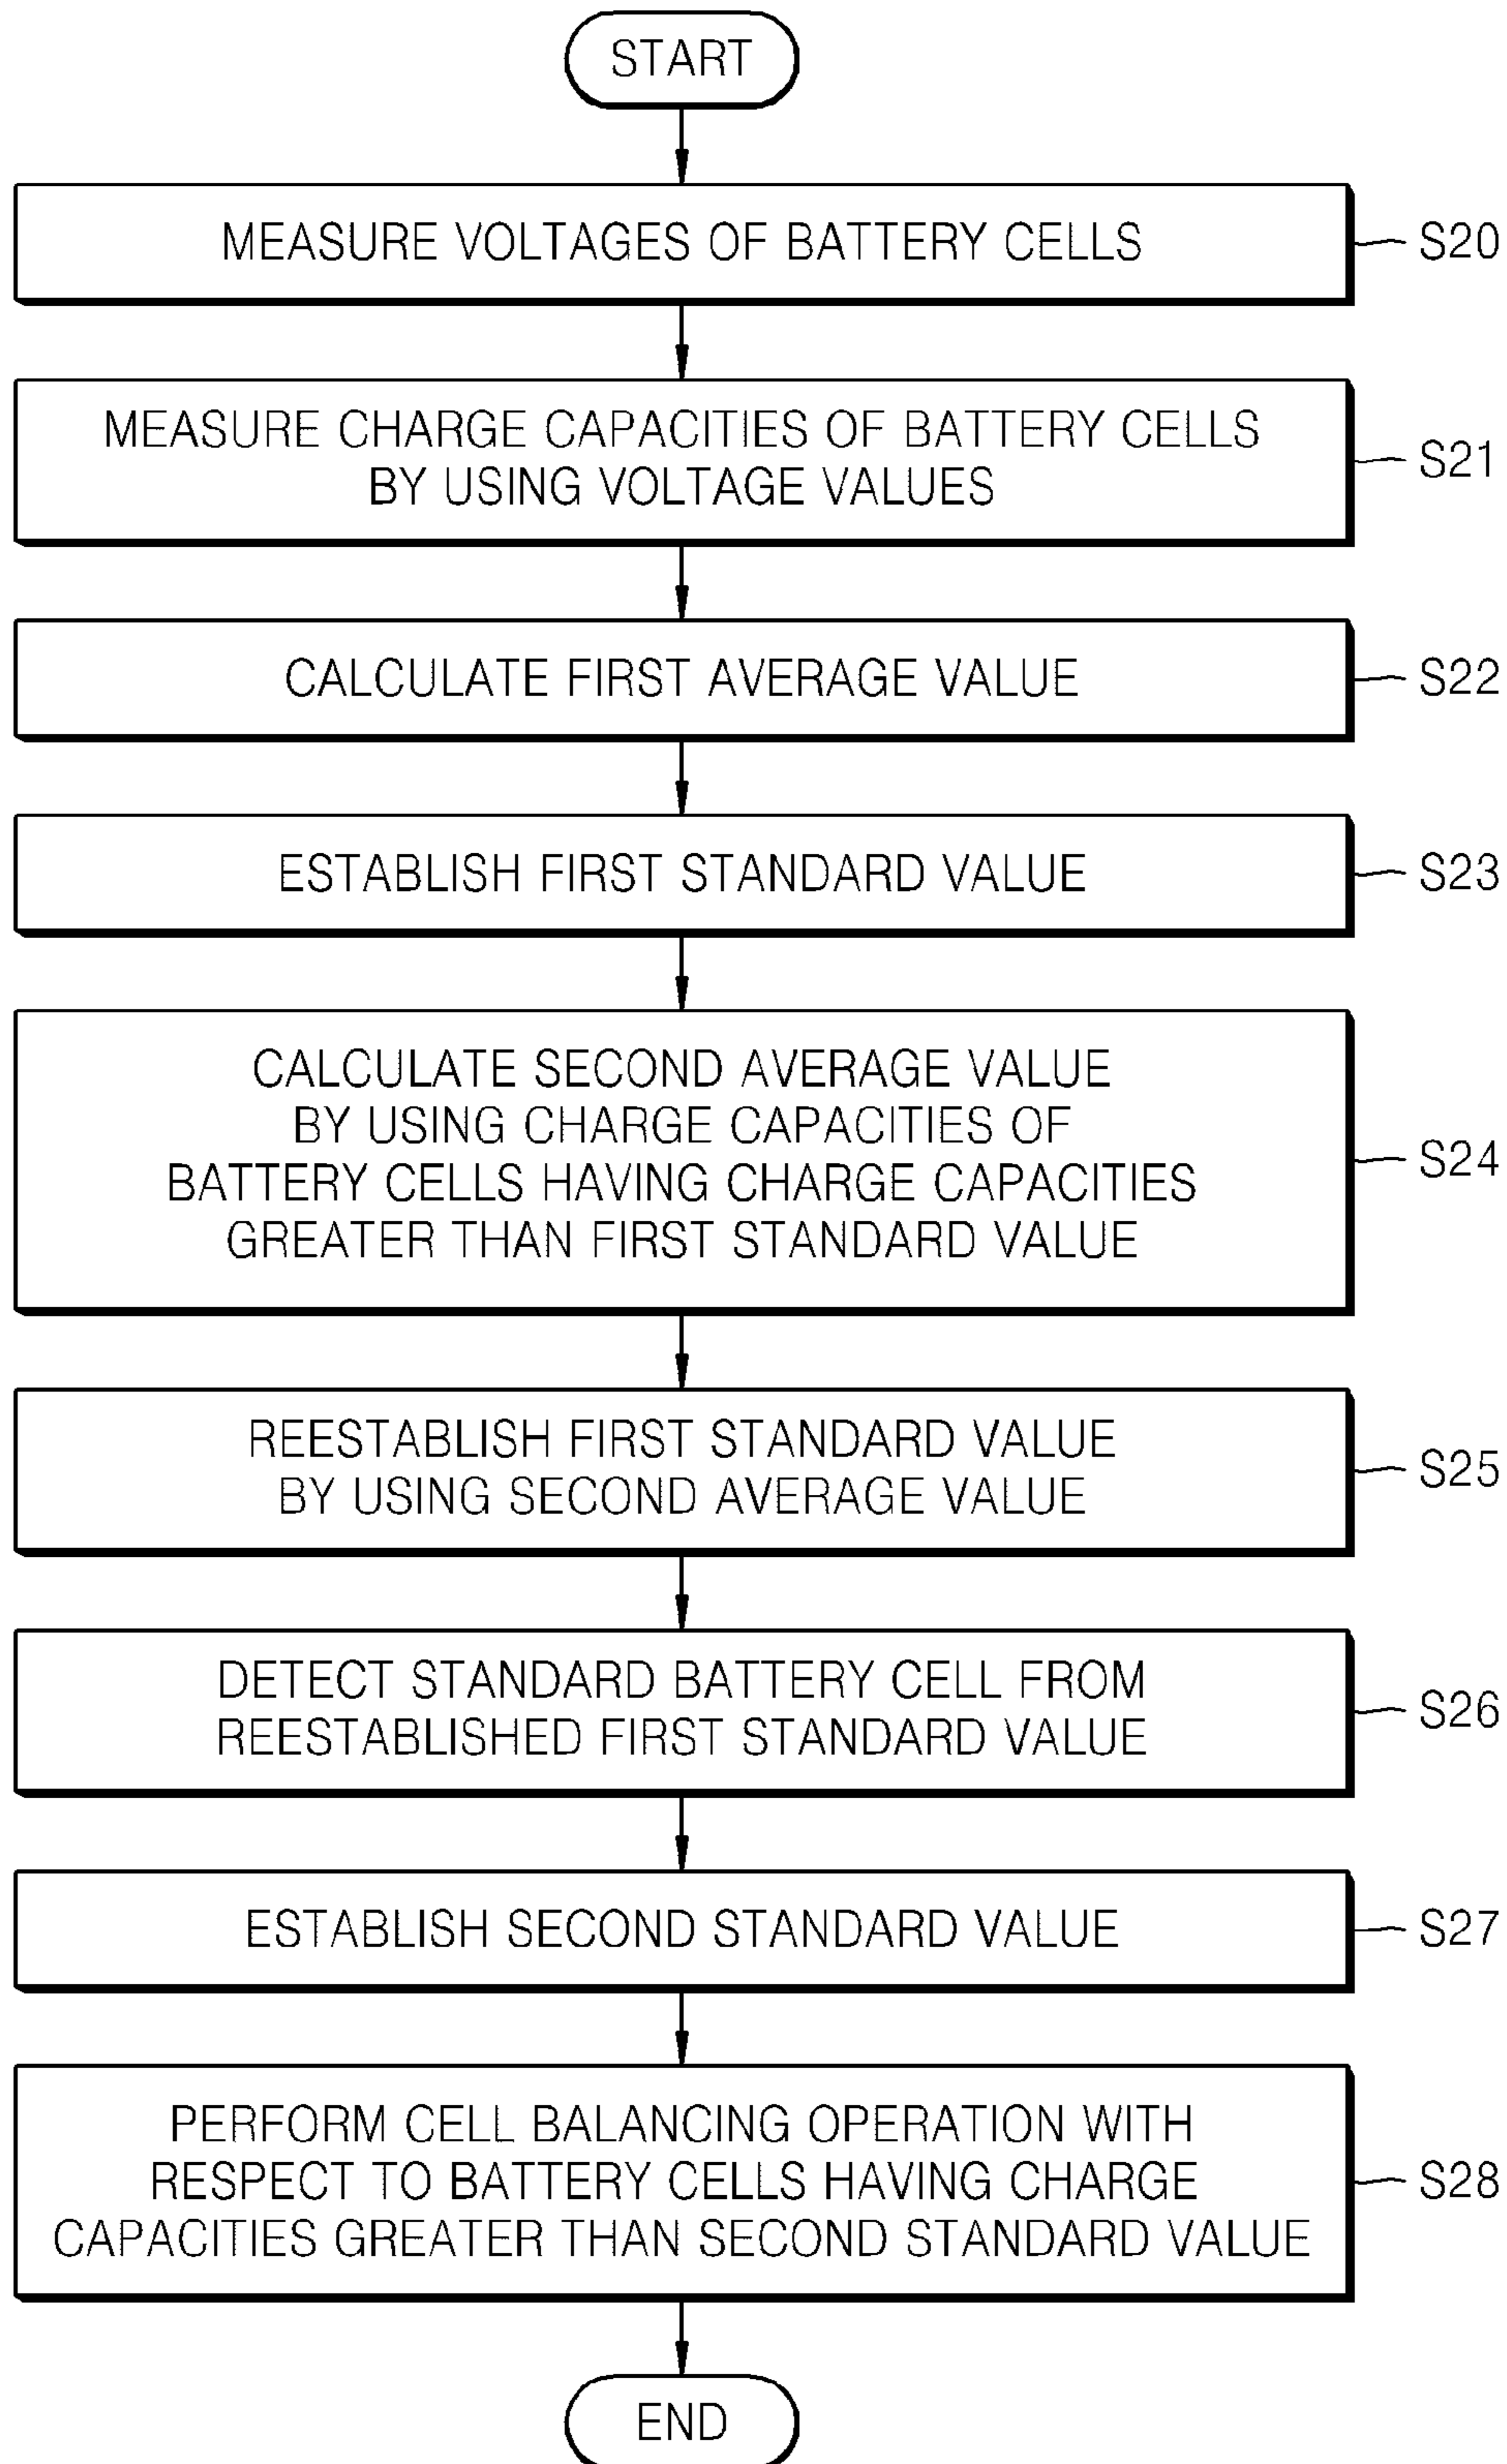 START
MEASURE VOLTAGES OF BATTERY CELLS
S20
MEASURE CHARGE CAPACITIES OF BATTERY CELLS
BY USING VOLTAGE VALUES
S21
CALCULATE FIRST AVERAGE VALUE
S22
ESTABLISH FIRST STANDARD VALUE
S23
CALCULATE SECOND AVERAGE VALUE
BY USING CHARGE CAPACITIES OF
BATTERY CELLS HAVING CHARGE CAPACITIES
GREATER THAN FIRST STANDARD VALUE
S24
REESTABLISH FIRST STANDARD VALUE
BY USING SECOND AVERAGE VALUE
S25
DETECT STANDARD BATTERY CELL FROM
REESTABLISHED FIRST STANDARD VALUE
S26
ESTABLISH SECOND STANDARD VALUE
S27
PERFORM CELL BALANCING OPERATION WITH
RESPECT TO BATTERY CELLS HAVING CHARGE
CAPACITIES GREATER THAN SECOND STANDARD VALUE
S28
END